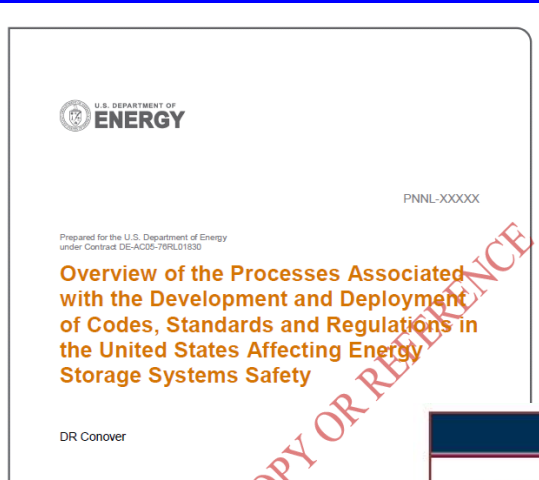 U.S. DEPARTMENT OF
ENERGY
PNNL-XXXXX
Prepared for the U.S. Department of Energy
under Contract DE-AC05-76RL01830
Overview of the Processes Associated
with the Development and Deployment
of Codes, Standards and Regulations in
the United States Affecting Energy
Storage Systems Safety
DR Conover
OR REFERENCE